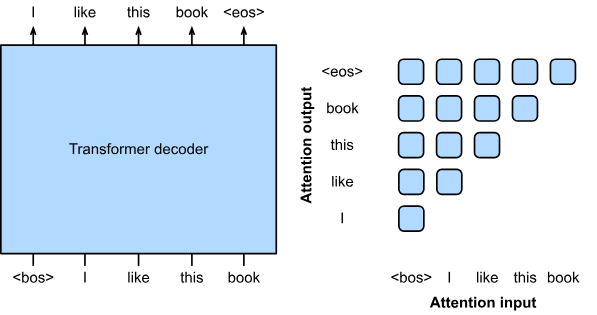 I like this book <eos>
Transformer decoder
<bos> I like this book
Attention output
<eos>
book
this
like
I
<bos> I like this book
Attention input